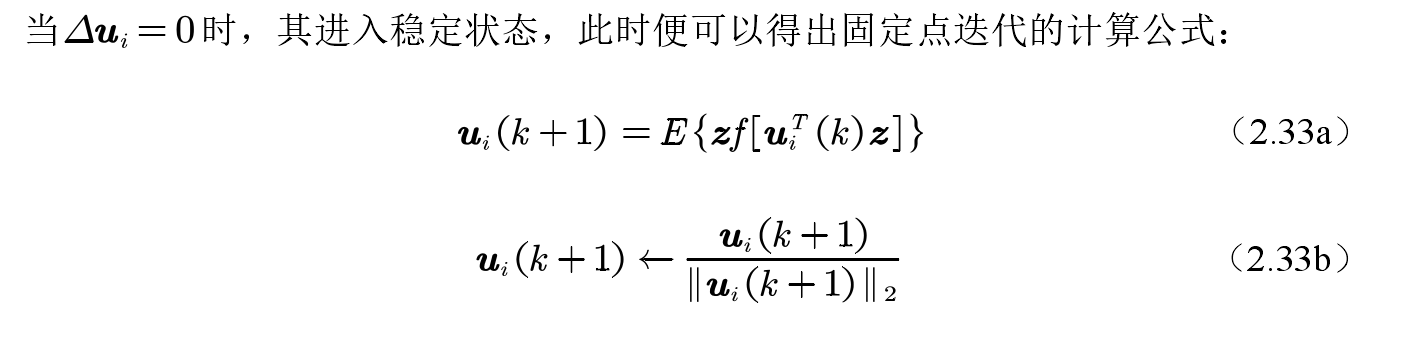 当Δuᵢ=0时，其进入稳定状态，此时便可以得出固定点迭代的计算公式：
uᵢ(k+1)=E{zf[uᵢᵀ(k)z]} （2.33a）
uᵢ(k+1)←uᵢ(k+1)/‖uᵢ(k+1)‖₂ （2.33b）